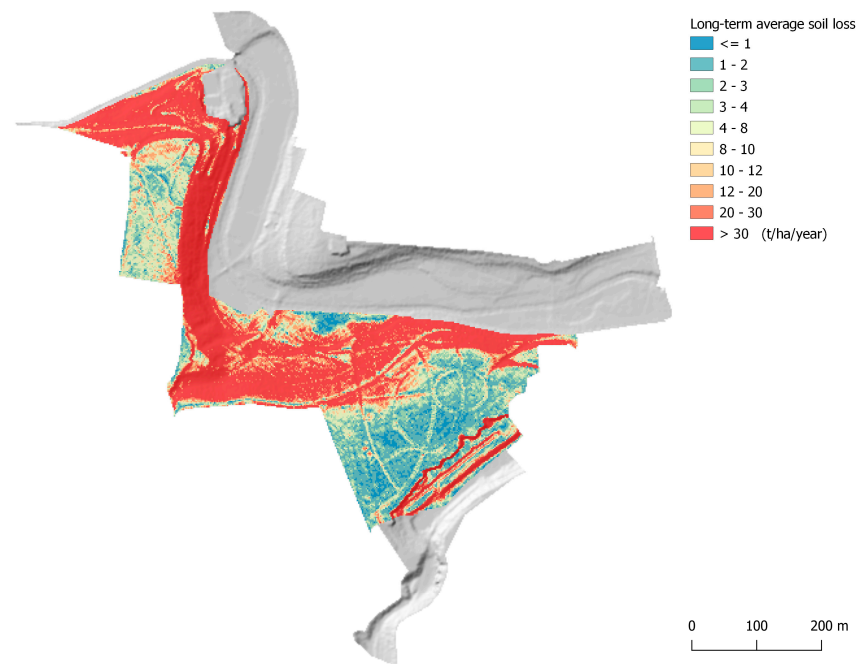 Long-term average soil loss
<= 1
1 - 2
2 - 3
3 - 4
4 - 8
8 - 10
10 - 12
12 - 20
20 - 30
> 30 (t/ha/year)
0 100 200 m